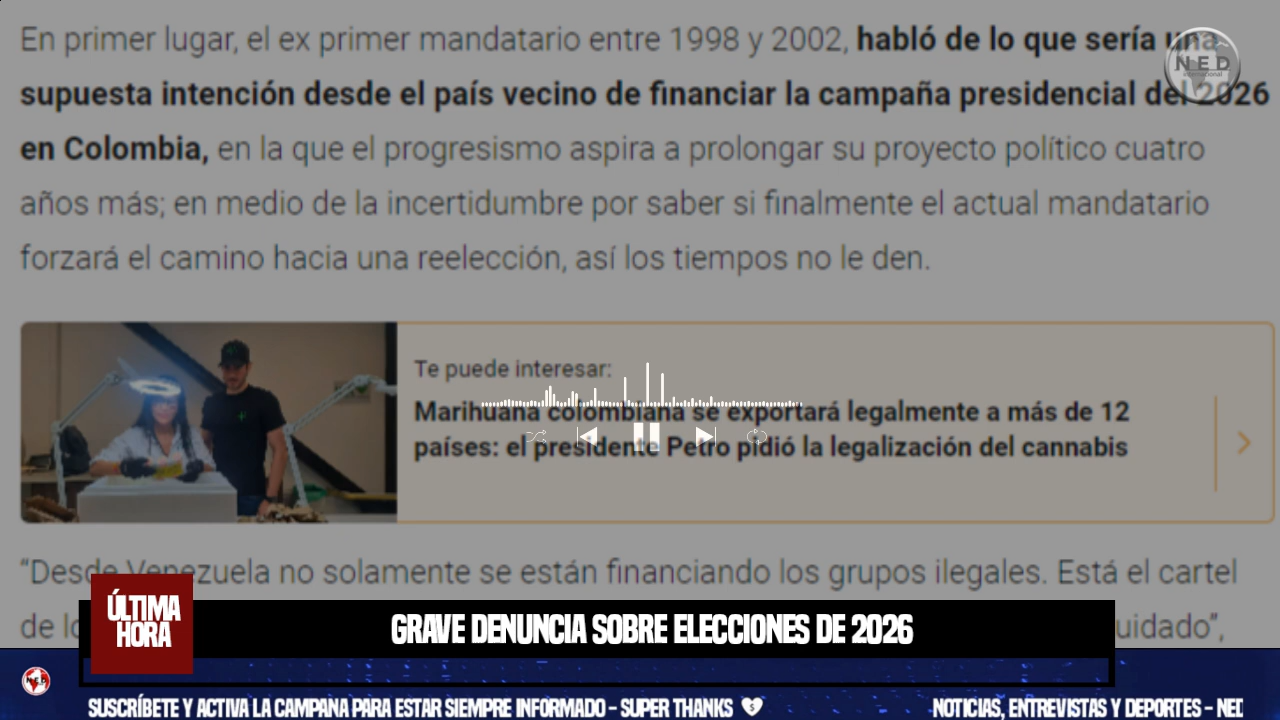 En primer lugar, el ex primer mandatario entre 1998 y 2002, habló de lo que sería una
supuesta intención desde el país vecino de financiar la campaña presidencial del 2026
en Colombia, en la que el progresismo aspira a prolongar su proyecto político cuatro
años más; en medio de la incertidumbre por saber si finalmente el actual mandatario
forzará el camino hacia una reelección, así los tiempos no le den.
NED
international
Te puede interesar:
Marihuana colombiana se exportará legalmente a más de 12
países: el presidente Petro pidió la legalización del cannabis
“Desde Venezuela no solamente se están financiando los grupos ilegales. Está el cartel
de
ÚLTIMA
HORA
GRAVE DENUNCIA SOBRE ELECCIONES DE 2026
NED
SUSCRÍBETE Y ACTIVA LA CAMPANA PARA ESTAR SIEMPRE INFORMADO - SUPER THANKS
NOTICIAS, ENTREVISTAS Y DEPORTES - NED